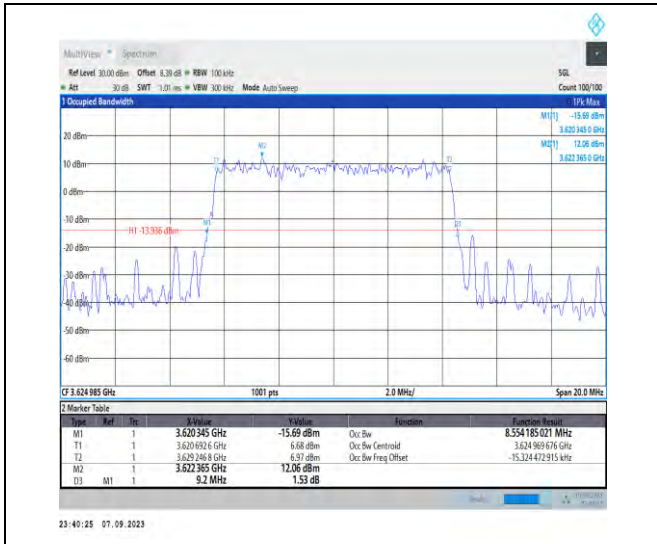 MultiView Spectrum
Ref Level 30.00 dBm Offset 8.39 dB RBW 100 kHz SGL
Att 30 dB SWT 1.01 ms VBW 300 kHz Mode Auto Sweep Count 100/100
1 Occupied Bandwidth 1Pk Max
M1[1] -15.69 dBm
3.620 345 0 GHz
M2[1] 12.06 dBm
3.622 365 0 GHz
20 dBm
M2
T1 T2
10 dBm
0 dBm
-10 dBm
M1 D3
H1 -13.936 dBm
-20 dBm
-30 dBm
-40 dBm
-50 dBm
-60 dBm
CF 3.624 985 GHz 1001 pts 2.0 MHz/ Span 20.0 MHz
2 Marker Table
Type Ref Trc X-Value Y-Value Function Function Result
M1 1 3.620 345 GHz -15.69 dBm Occ Bw 8.554 185 021 MHz
T1 1 3.620 692 6 GHz 6.68 dBm Occ Bw Centroid 3.624 969 676 GHz
T2 1 3.629 246 8 GHz 6.97 dBm Occ Bw Freq Offset -15.324 472 915 kHz
M2 1 3.622 365 GHz 12.06 dBm
D3 M1 1 9.2 MHz 1.53 dB
23:40:25 07.09.2023